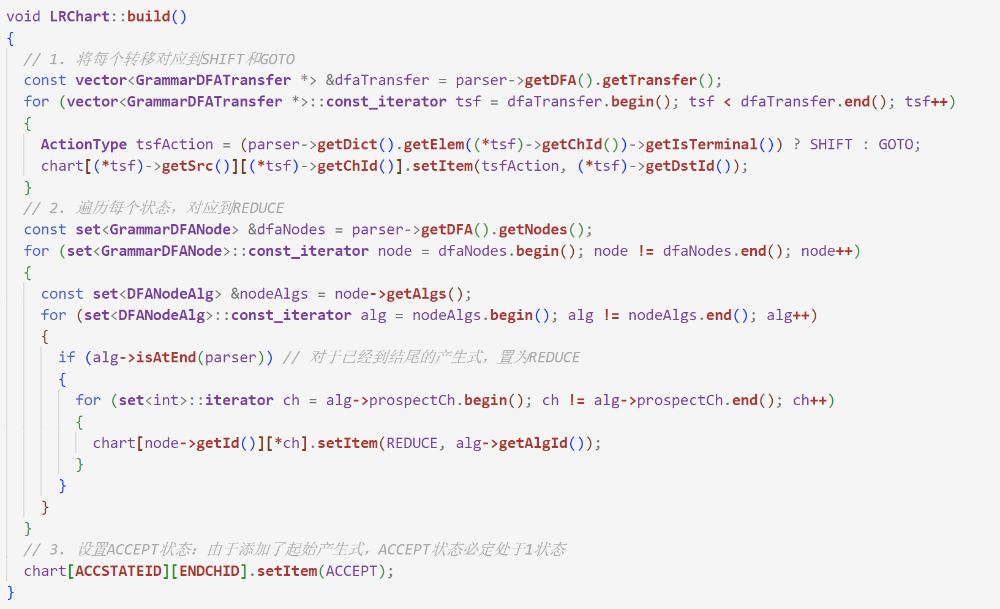 void LRChart::build()
{
  // 1. 将每个转移对应到SHIFT和GOTO
  const vector<GrammarDFATransfer *> &dfaTransfer = parser->getDFA().getTransfer();
  for (vector<GrammarDFATransfer *>::const_iterator tsf = dfaTransfer.begin(); tsf < dfaTransfer.end(); tsf++)
  {
    ActionType tsfAction = (parser->getDict().getElem((*tsf)->getChId())->getIsTerminal()) ? SHIFT : GOTO;
    chart[(*tsf)->getSrc()][(*tsf)->getChId()].setItem(tsfAction, (*tsf)->getDstId());
  }
  // 2. 遍历每个状态，对应到REDUCE
  const set<GrammarDFANode> &dfaNodes = parser->getDFA().getNodes();
  for (set<GrammarDFANode>::const_iterator node = dfaNodes.begin(); node != dfaNodes.end(); node++)
  {
    const set<DFANodeAlg> &nodeAlgs = node->getAlgs();
    for (set<DFANodeAlg>::const_iterator alg = nodeAlgs.begin(); alg != nodeAlgs.end(); alg++)
    {
      if (alg->isAtEnd(parser)) // 对于已经到结尾的产生式，置为REDUCE
      {
        for (set<int>::iterator ch = alg->prospectCh.begin(); ch != alg->prospectCh.end(); ch++)
        {
          chart[node->getId()][*ch].setItem(REDUCE, alg->getAlgId());
        }
      }
    }
  }
  // 3. 设置ACCEPT状态：由于添加了起始产生式，ACCEPT状态必定处于1状态
  chart[ACCSTATEID][ENDCHID].setItem(ACCEPT);
}